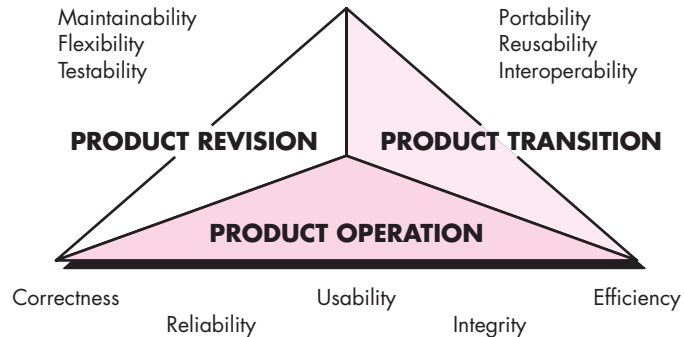 Maintainability
Flexibility
Testability
Portability
Reusability
Interoperability
PRODUCT REVISION
PRODUCT TRANSITION
PRODUCT OPERATION
Correctness
Usability
Efficiency
Reliability
Integrity